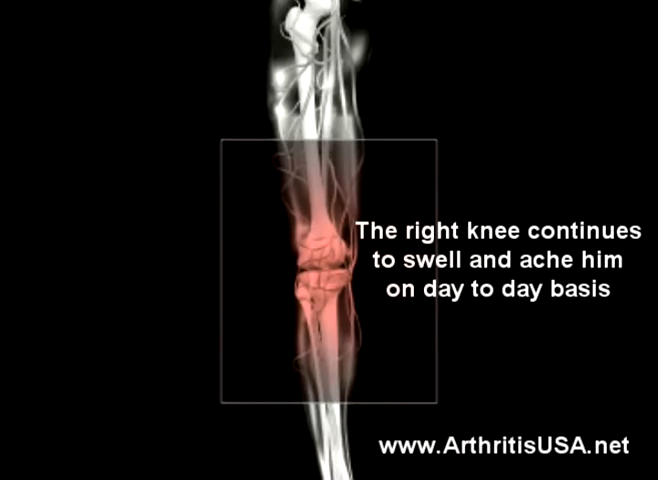 The right knee continues
to swell and ache him
on day to day basis
www.ArthritisUSA.net